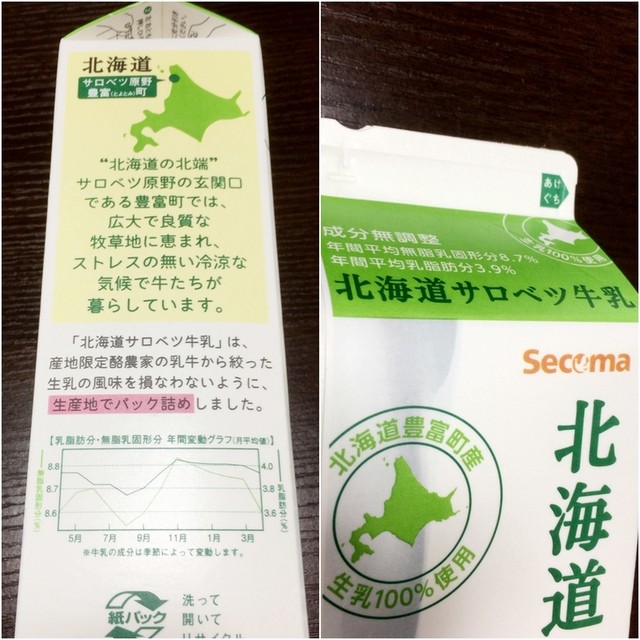 北海道
サロベツ原野
豊富(とよとみ)町
“北海道の北端”
サロベツ原野の玄関口
である豊富町では、
広大で良質な
牧草地に恵まれ、
ストレスの無い冷涼な
気候で牛たちが
暮らしています。
「北海道サロベツ牛乳」は、
産地限定酪農家の乳牛から搾った
生乳の風味を損なわないように、
生産地でパック詰めしました。
【乳脂肪分・無脂乳固形分 年間変動グラフ(月平均値)】
無脂乳固形分(%)
8.8
8.6
4.0
3.8
3.6
乳脂肪分(%)
5月 7月 9月 11月 1月 3月
※牛乳の成分は季節によって変動します。
紙パック
洗って
開いて
リサイクル
あけ
ぐち
成分無調整
年間平均無脂乳固形分8.7%
年間平均乳脂肪分3.9%
生乳100%使用
北海道サロベツ牛乳
Secoma
北海道豊富町産
生乳100%使用
北海道